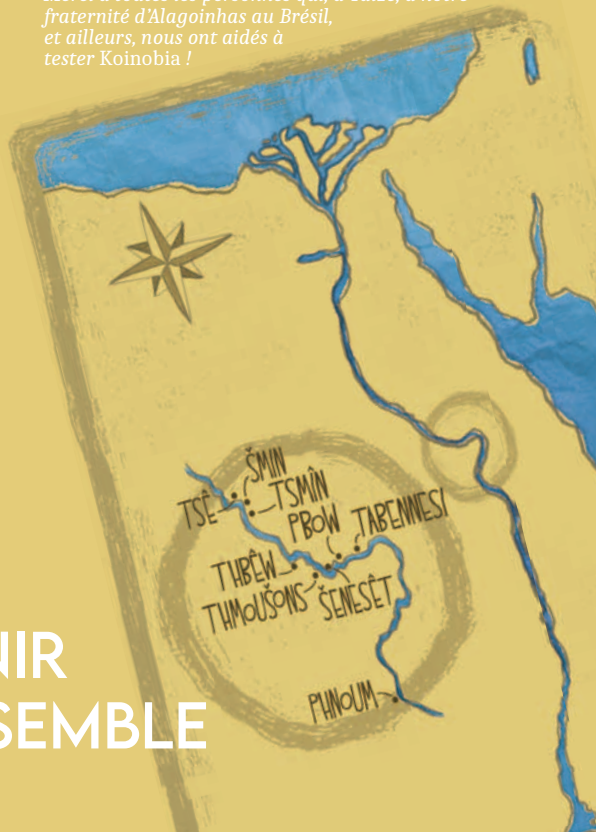 fraternité d'Alagoinhas au Brésil,
et ailleurs, nous ont aidés à
tester Koinobia !
ŠMIN
TSÊ
TSMÎN
PBOW
TABENNESI
THBÊW
THMOUŠONS
ŠENESÊT
PHNOUM
NIR
SEMBLE